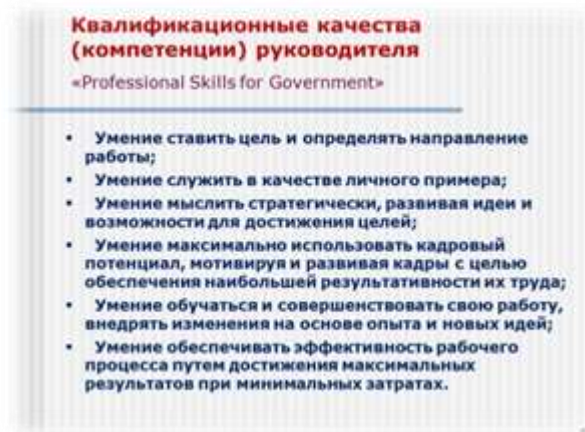 Квалификационные качества
(компетенции) руководителя
«Professional Skills for Government»
• Умение ставить цель и определять направление
работы;
• Умение служить в качестве личного примера;
• Умение мыслить стратегически, развивая идеи и
возможности для достижения целей;
• Умение максимально использовать кадровый
потенциал, мотивируя и развивая кадры с целью
обеспечения наибольшей результативности их труда;
• Умение обучаться и совершенствовать свою работу,
внедрять изменения на основе опыта и новых идей;
• Умение обеспечивать эффективность рабочего
процесса путем достижения максимальных
результатов при минимальных затратах.